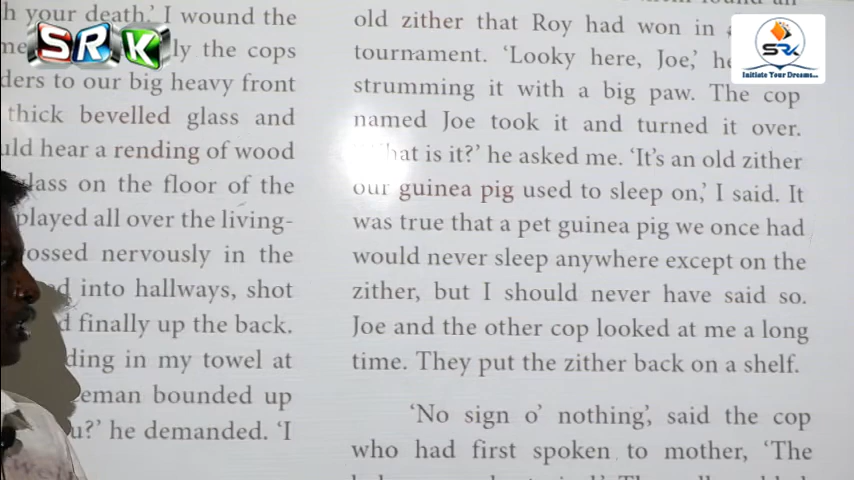 SRK
h your death.' I wound the
me ly the cops
ders to our big heavy front
thick bevelled glass and
uld hear a rending of wood
lass on the floor of the
played all over the living-
ossed nervously in the
d into hallways, shot
d finally up the back.
ding in my towel at
eman bounded up
u?' he demanded. 'I
old zither that Roy had won in
tournament. 'Looky here, Joe,' he
strumming it with a big paw. The cop
named Joe took it and turned it over.
hat is it?' he asked me. 'It's an old zither
our guinea pig used to sleep on,' I said. It
was true that a pet guinea pig we once had
would never sleep anywhere except on the
zither, but I should never have said so.
Joe and the other cop looked at me a long
time. They put the zither back on a shelf.
'No sign o' nothing', said the cop
who had first spoken to mother, 'The
SRK
Initiate Your Dreams...